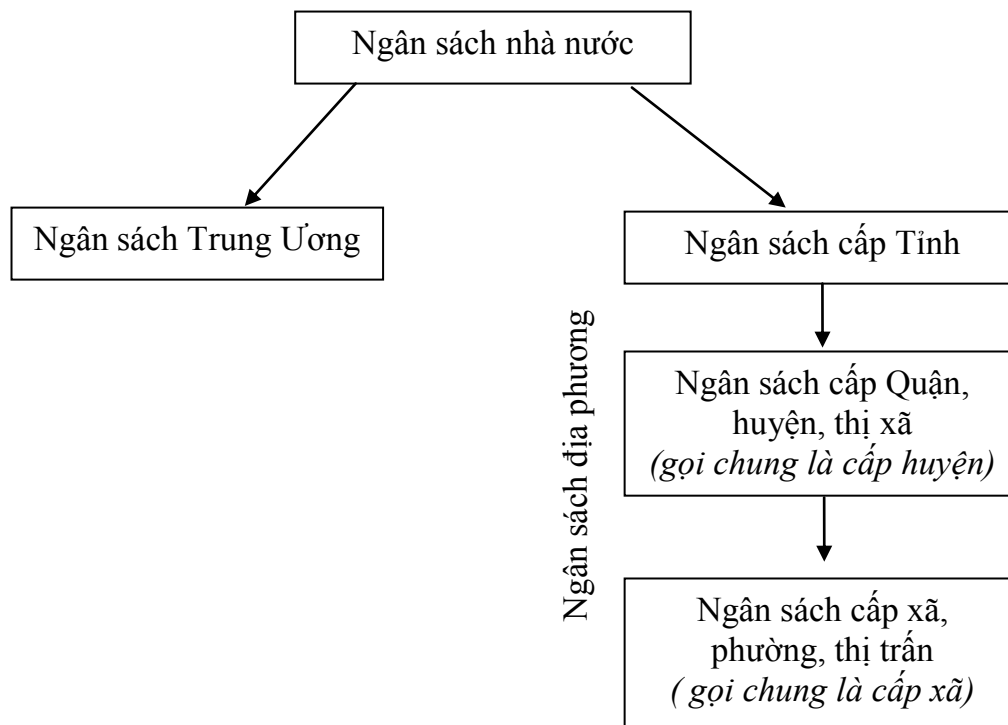 Ngân sách nhà nước
Ngân sách Trung Ương
Ngân sách cấp Tỉnh
Ngân sách địa phương
Ngân sách cấp Quận,
huyện, thị xã
(gọi chung là cấp huyện)
Ngân sách cấp xã,
phường, thị trấn
( gọi chung là cấp xã)